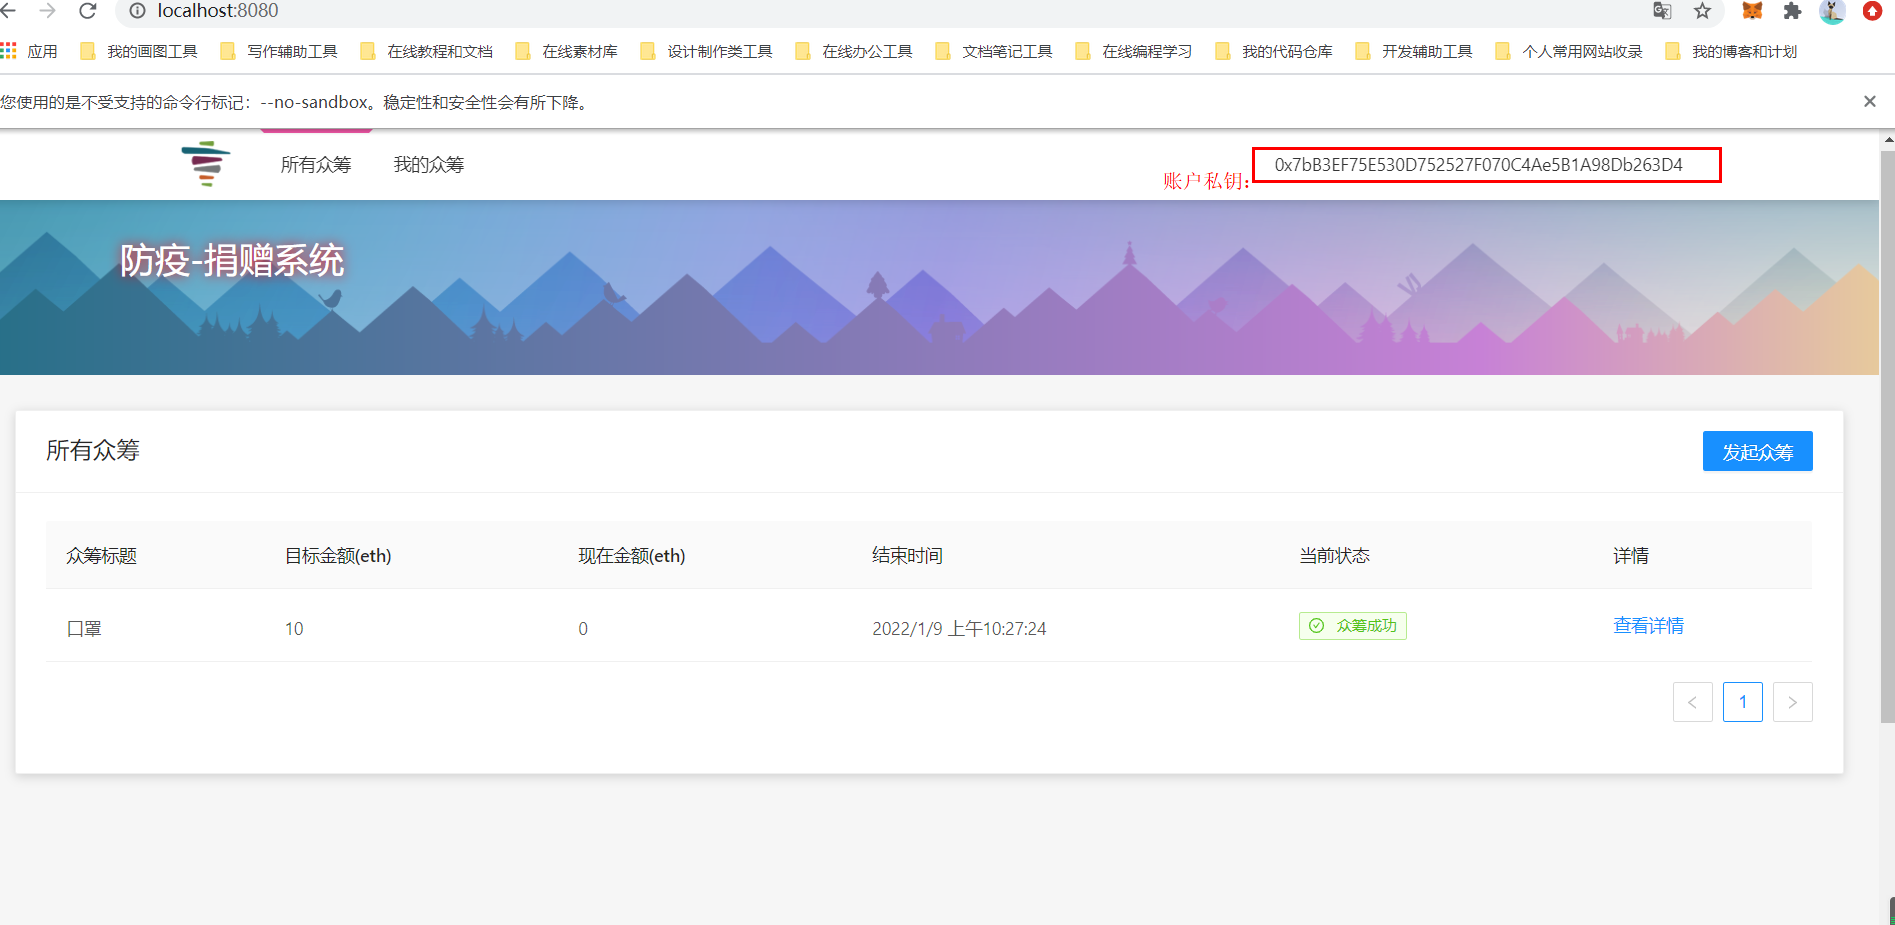 localhost:8080
应用 我的画图工具 写作辅助工具 在线教程和文档 在线素材库 设计制作类工具 在线办公工具 文档笔记工具 在线编程学习 我的代码仓库 开发辅助工具 个人常用网站收录 我的博客和计划
您使用的是不受支持的命令行标记：--no-sandbox。稳定性和安全性会有所下降。
所有众筹 我的众筹 账户私钥: 0x7bB3EF75E530D752527F070C4Ae5B1A98Db263D4
防疫-捐赠系统
所有众筹 发起众筹
众筹标题 目标金额(eth) 现在金额(eth) 结束时间 当前状态 详情
口罩 10 0 2022/1/9 上午10:27:24 众筹成功 查看详情
< 1 >